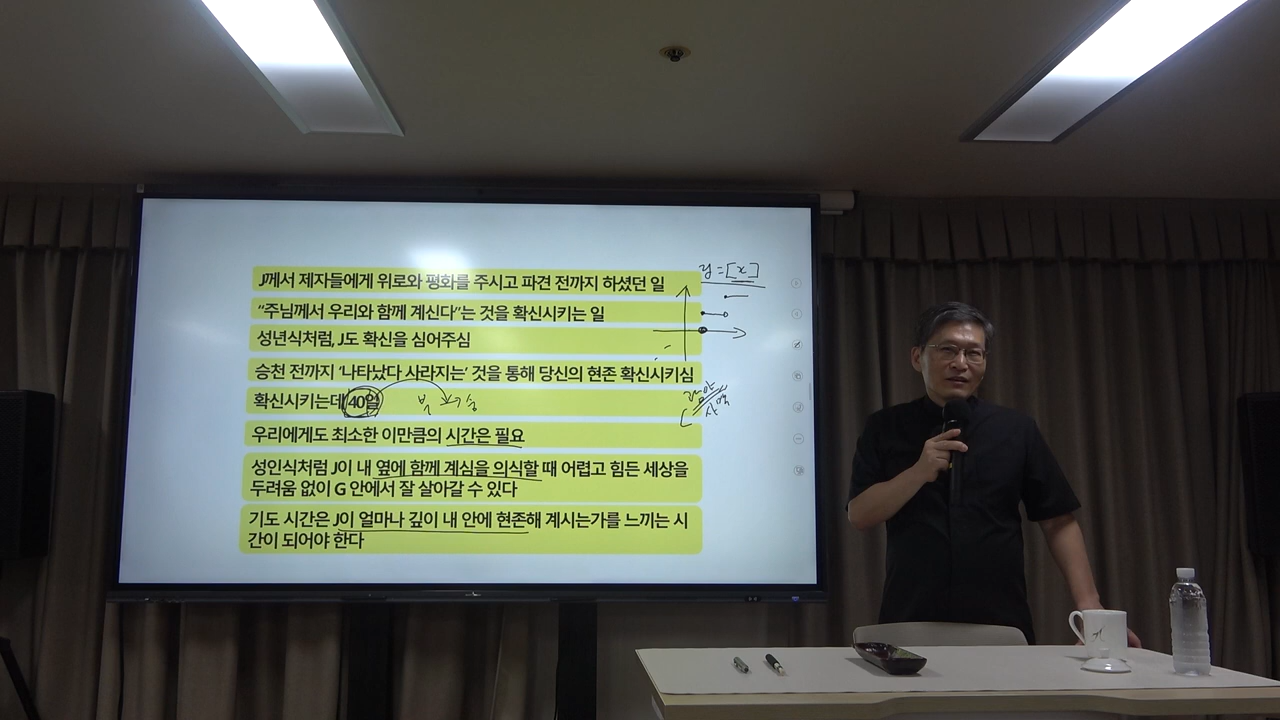 J께서 제자들에게 위로와 평화를 주시고 파견 전까지 하셨던 일
y = [x]
“주님께서 우리와 함께 계신다”는 것을 확신시키는 일
성년식처럼, J도 확신을 심어주심
승천 전까지 ‘나타났다 사라지는’ 것을 통해 당신의 현존 확신시키심
확신시키는데 40일 부 승
우리에게도 최소한 이만큼의 시간은 필요
성인식처럼 J이 내 옆에 함께 계심을 의식할 때 어렵고 힘든 세상을
두려움 없이 G 안에서 잘 살아갈 수 있다
기도 시간은 J이 얼마나 깊이 내 안에 현존해 계시는가를 느끼는 시
간이 되어야 한다